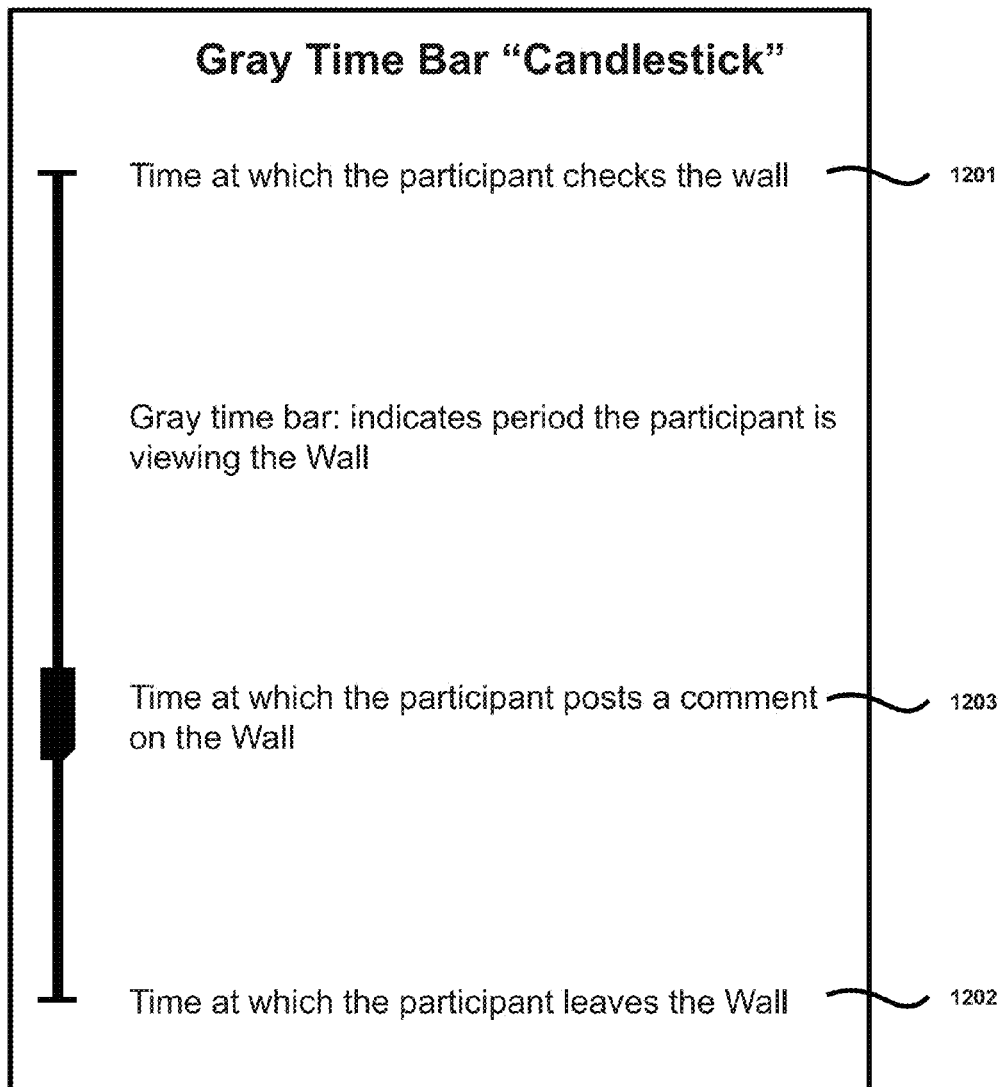 Gray Time Bar “Candlestick”
Time at which the participant checks the wall
1201
Gray time bar: indicates period the participant is
viewing the Wall
Time at which the participant posts a comment
on the Wall
1203
Time at which the participant leaves the Wall
1202